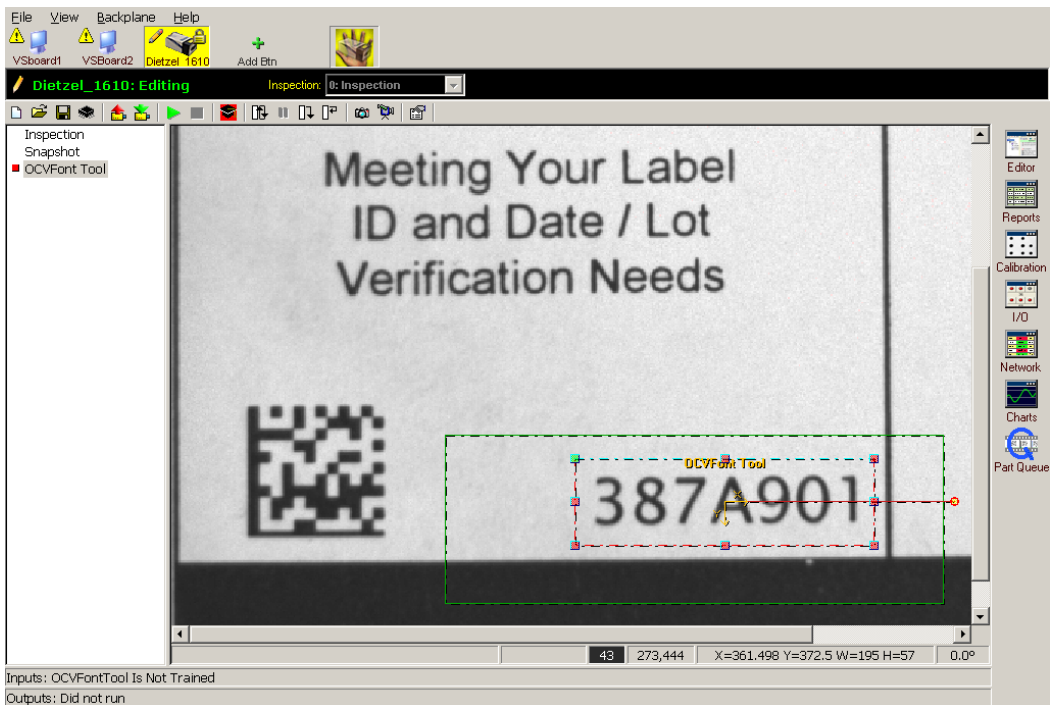 File View Backplane Help
VSboard1 VSBoard2 Dietzel 1610 Add Btn
Dietzel_1610: Editing Inspection: 0: Inspection
Inspection
Snapshot
OCVFont Tool
Meeting Your Label
ID and Date / Lot
Verification Needs
OCVFont Tool
387A901
Editor
Reports
Calibration
I/O
Network
Charts
Part Queue
43 273,444 X=361.498 Y=372.5 W=195 H=57 0.0°
Inputs: OCVFontTool Is Not Trained
Outputs: Did not run